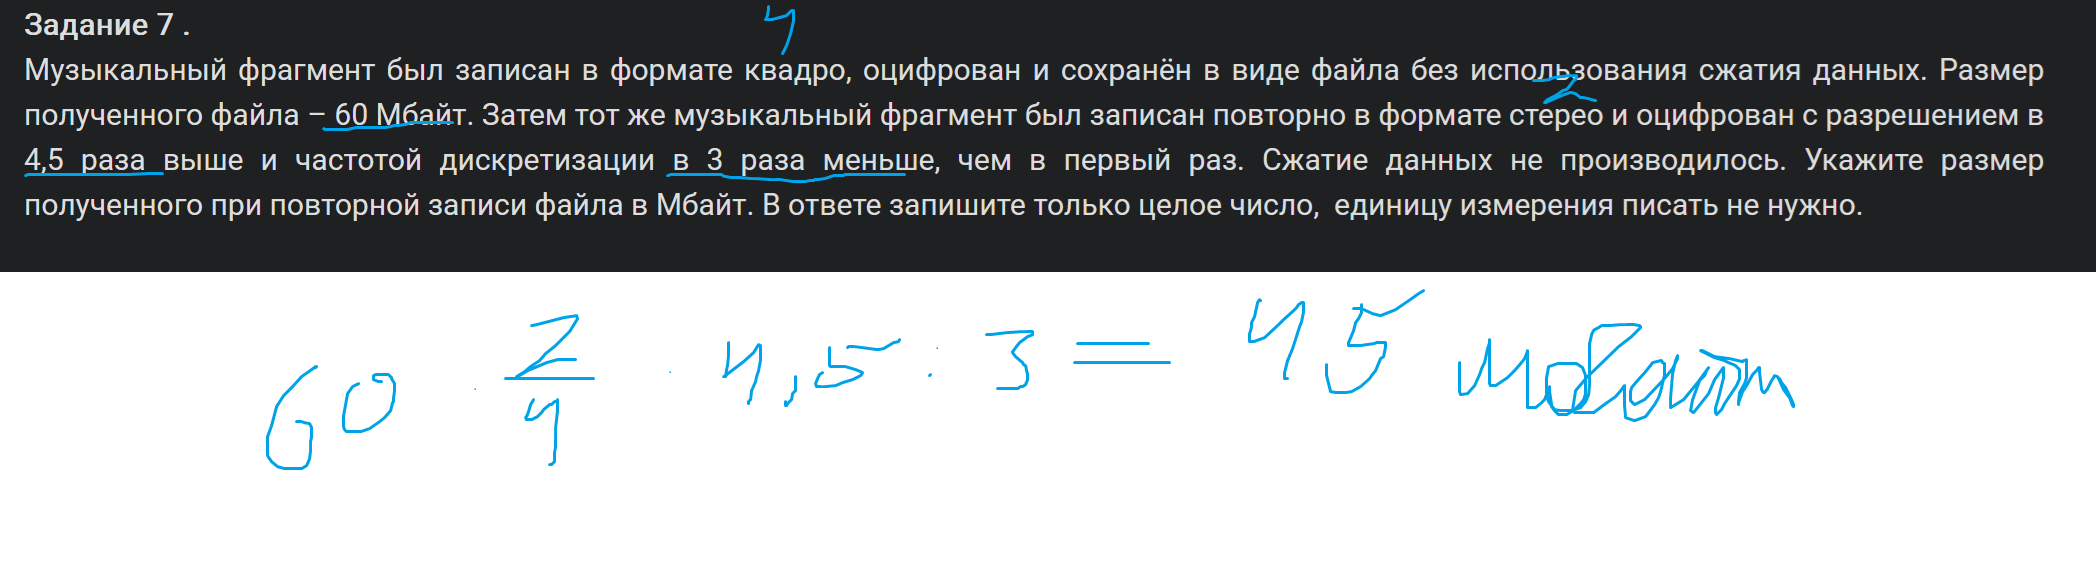 Задание 7 .
4
Музыкальный фрагмент был записан в формате квадро, оцифрован и сохранён в виде файла без использования сжатия данных. Размер
2
полученного файла – 60 Мбайт. Затем тот же музыкальный фрагмент был записан повторно в формате стерео и оцифрован с разрешением в
4,5 раза выше и частотой дискретизации в 3 раза меньше, чем в первый раз. Сжатие данных не производилось. Укажите размер
полученного при повторной записи файла в Мбайт. В ответе запишите только целое число, единицу измерения писать не нужно.
60 · 2/4 · 4,5 : 3 = 45 Мбайт